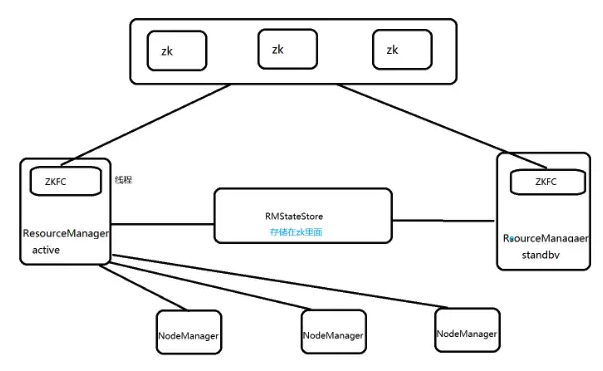 zk
zk
zk
ZKFC
线程
ResourceManager
active
RMStateStore
存储在zk里面
ZKFC
RsourceManagaer
standby
NodeManager
NodeManager
NodeManager